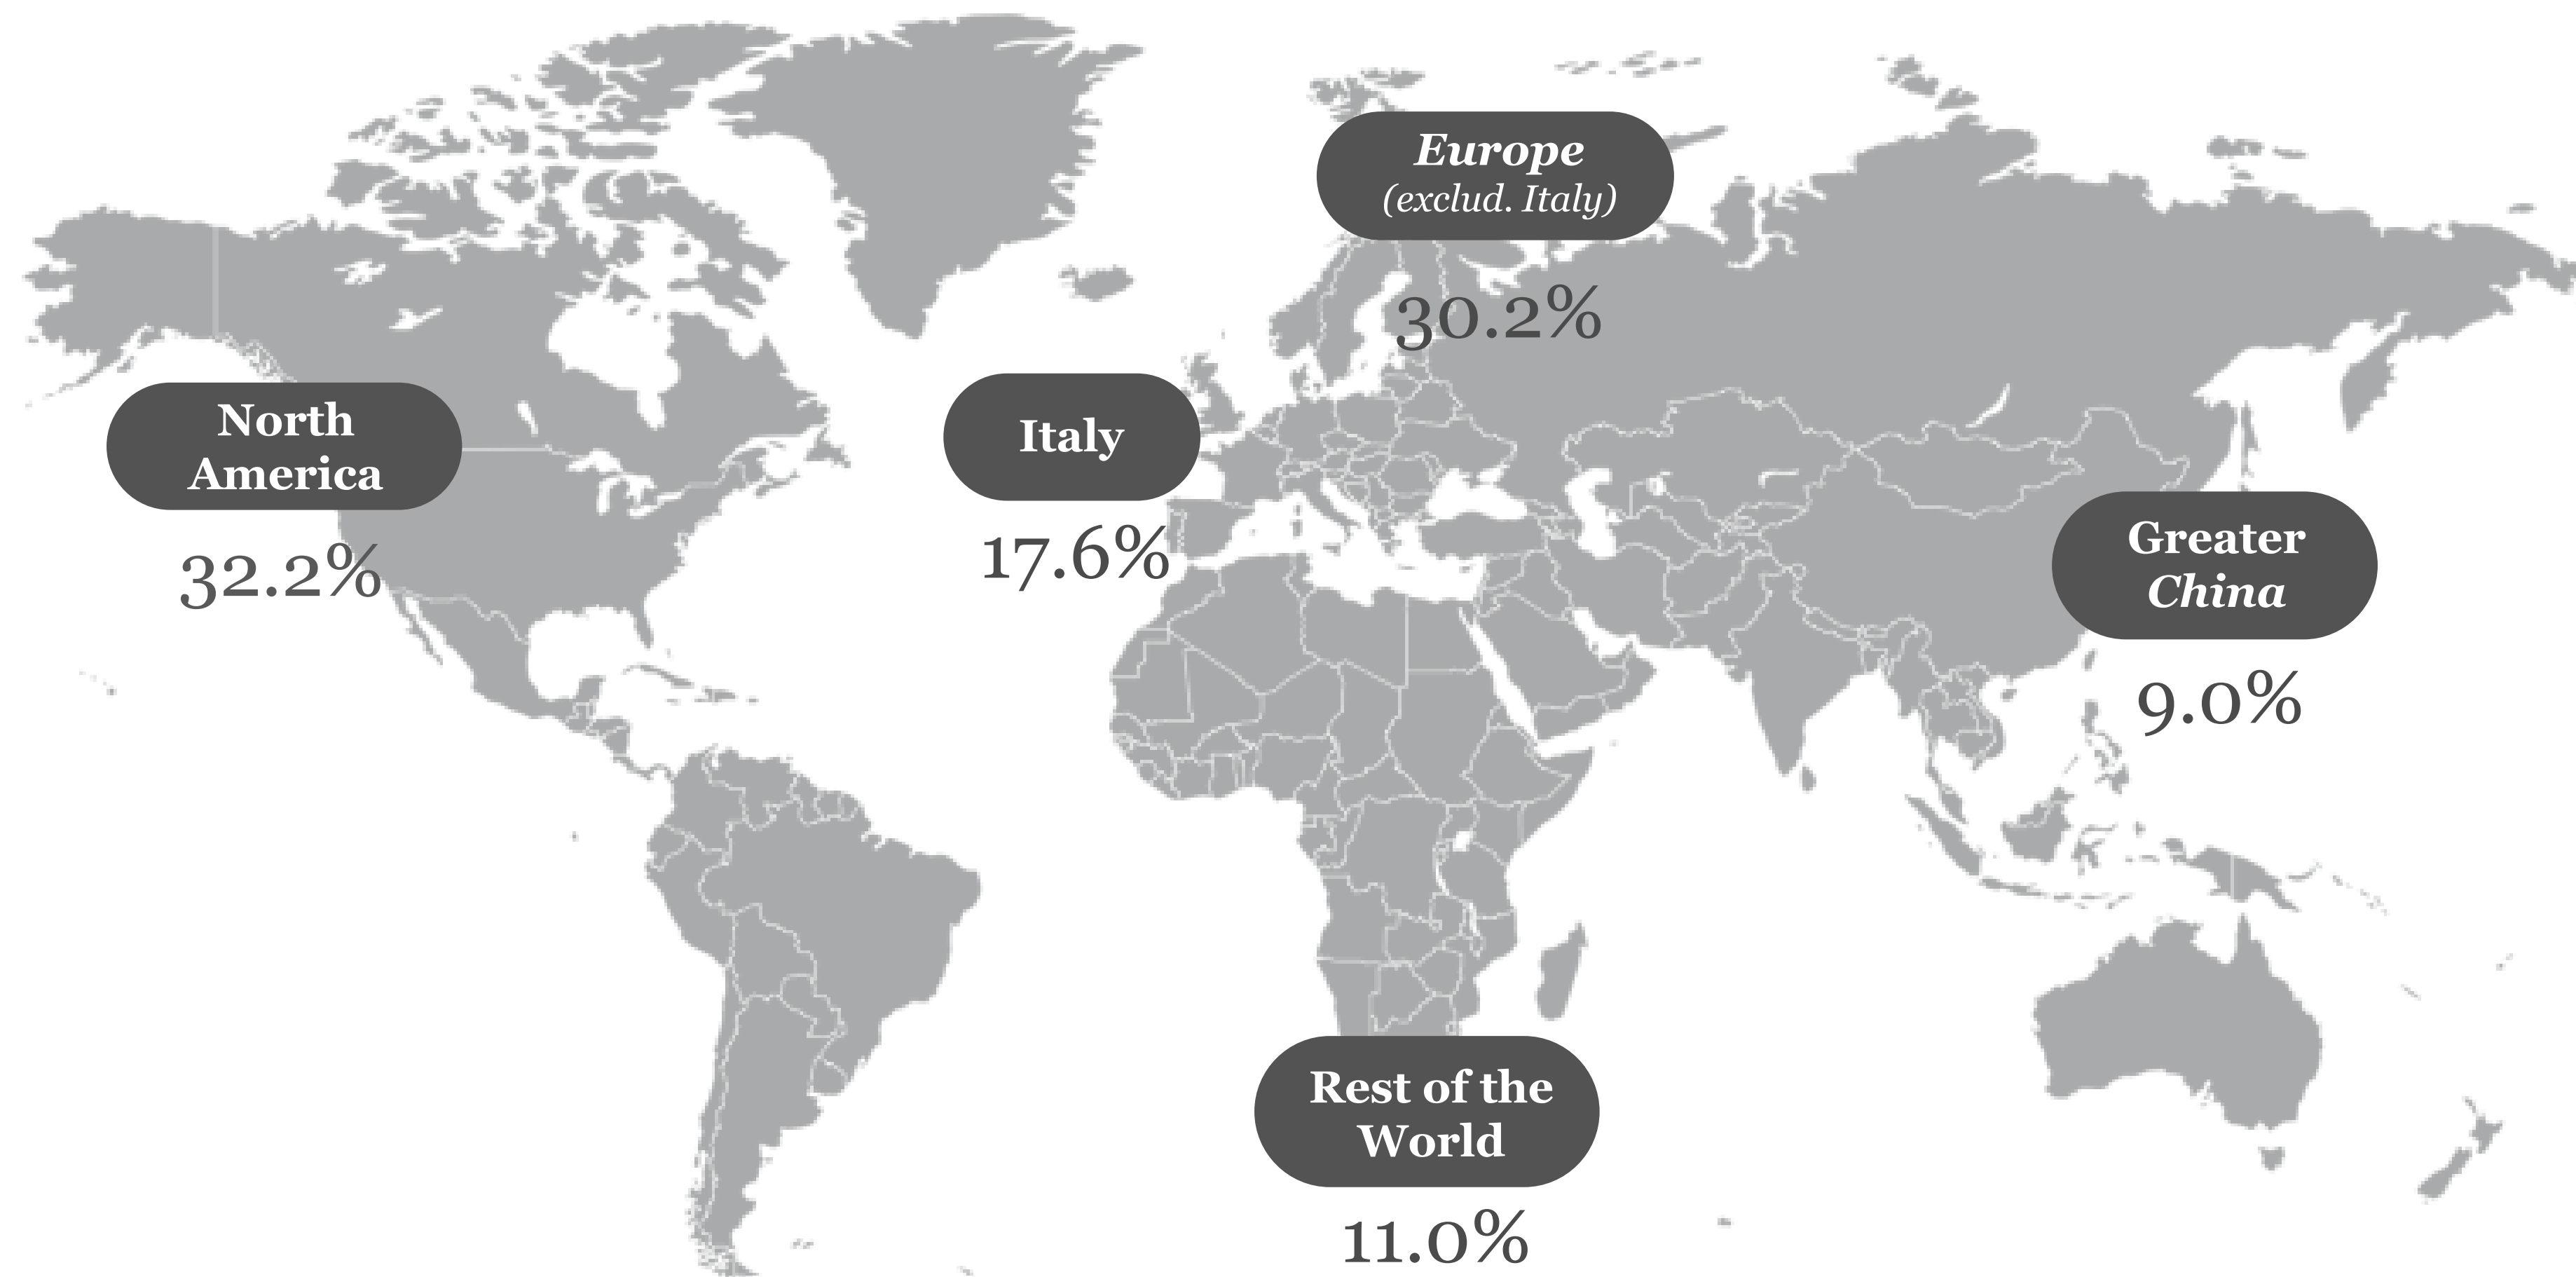 Europe
(exclud. Italy)
30.2%
North
America
32.2%
Italy
17.6%
Greater
China
9.0%
Rest of the
World
11.0%